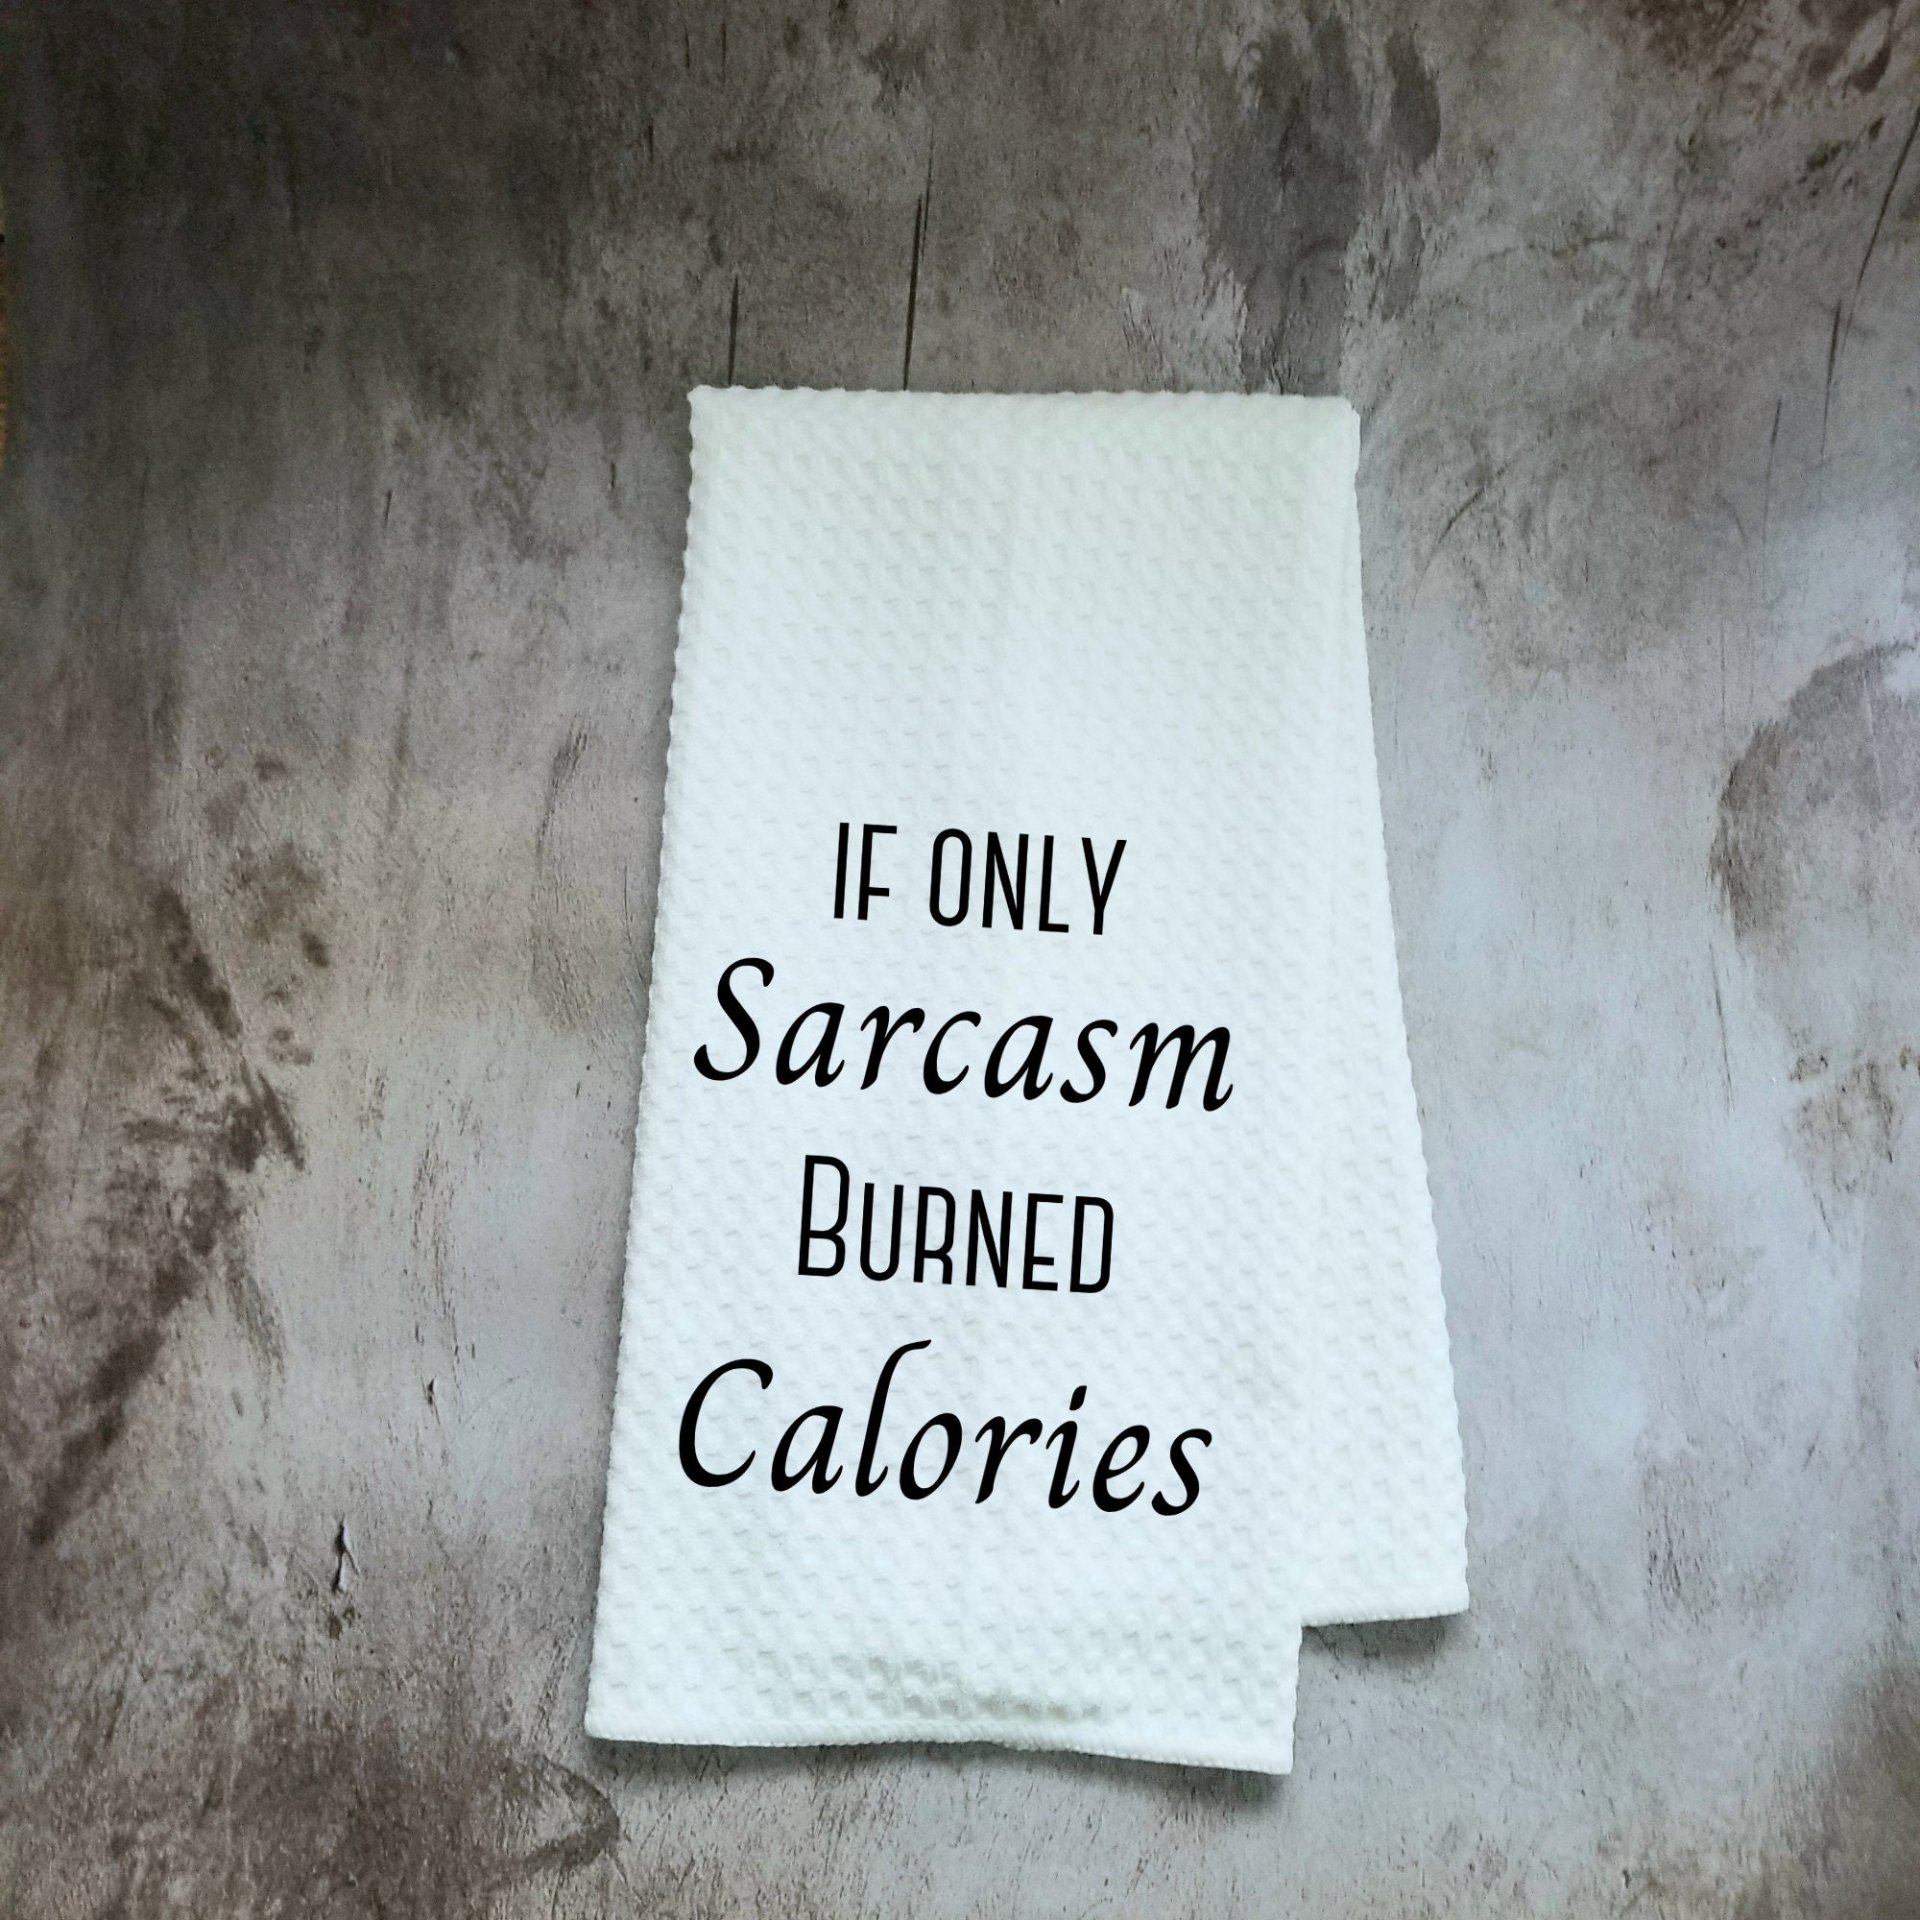 IF ONLY
Sarcasm
BURNED
Calories